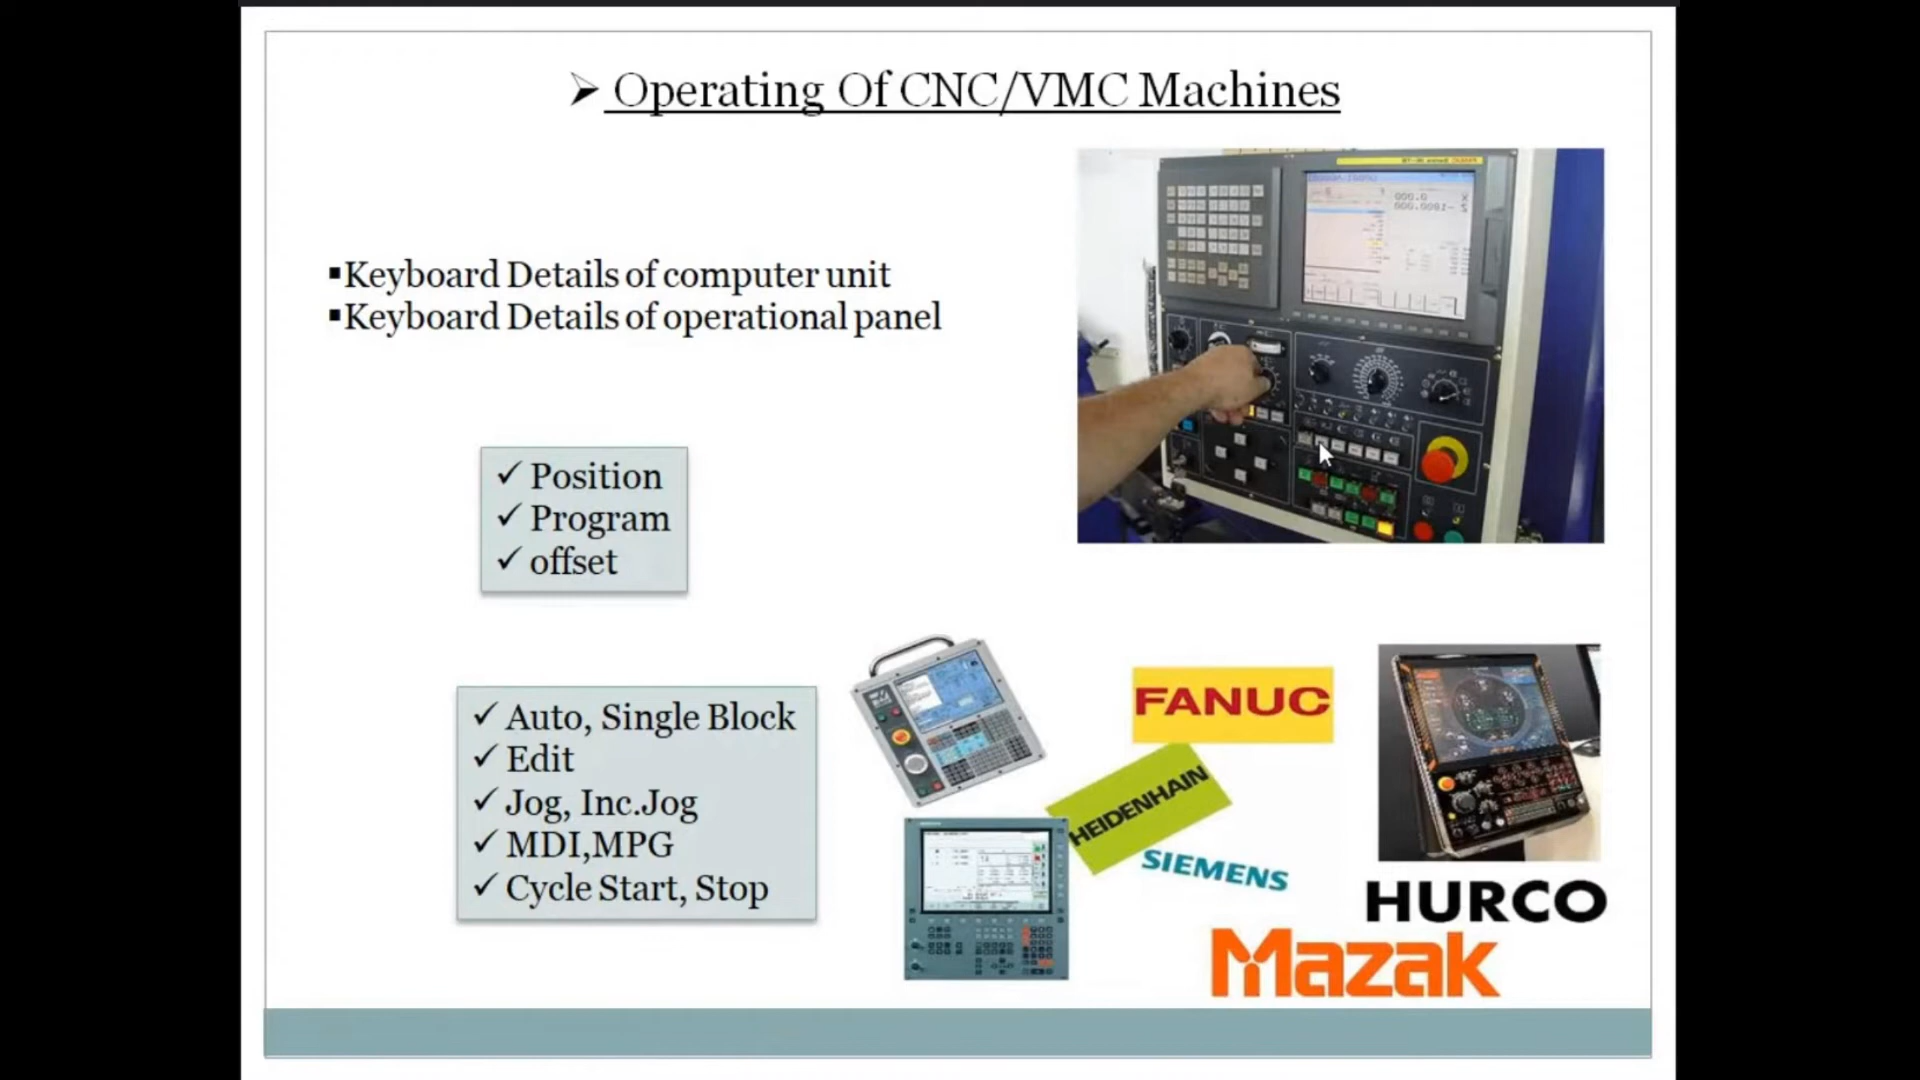 ➢ Operating Of CNC/VMC Machines
▪Keyboard Details of computer unit
▪Keyboard Details of operational panel
✓ Position
✓ Program
✓ offset
✓ Auto, Single Block
✓ Edit
✓ Jog, Inc.Jog
✓ MDI,MPG
✓ Cycle Start, Stop
FANUC
HEIDENHAIN
SIEMENS
HURCO
Mazak